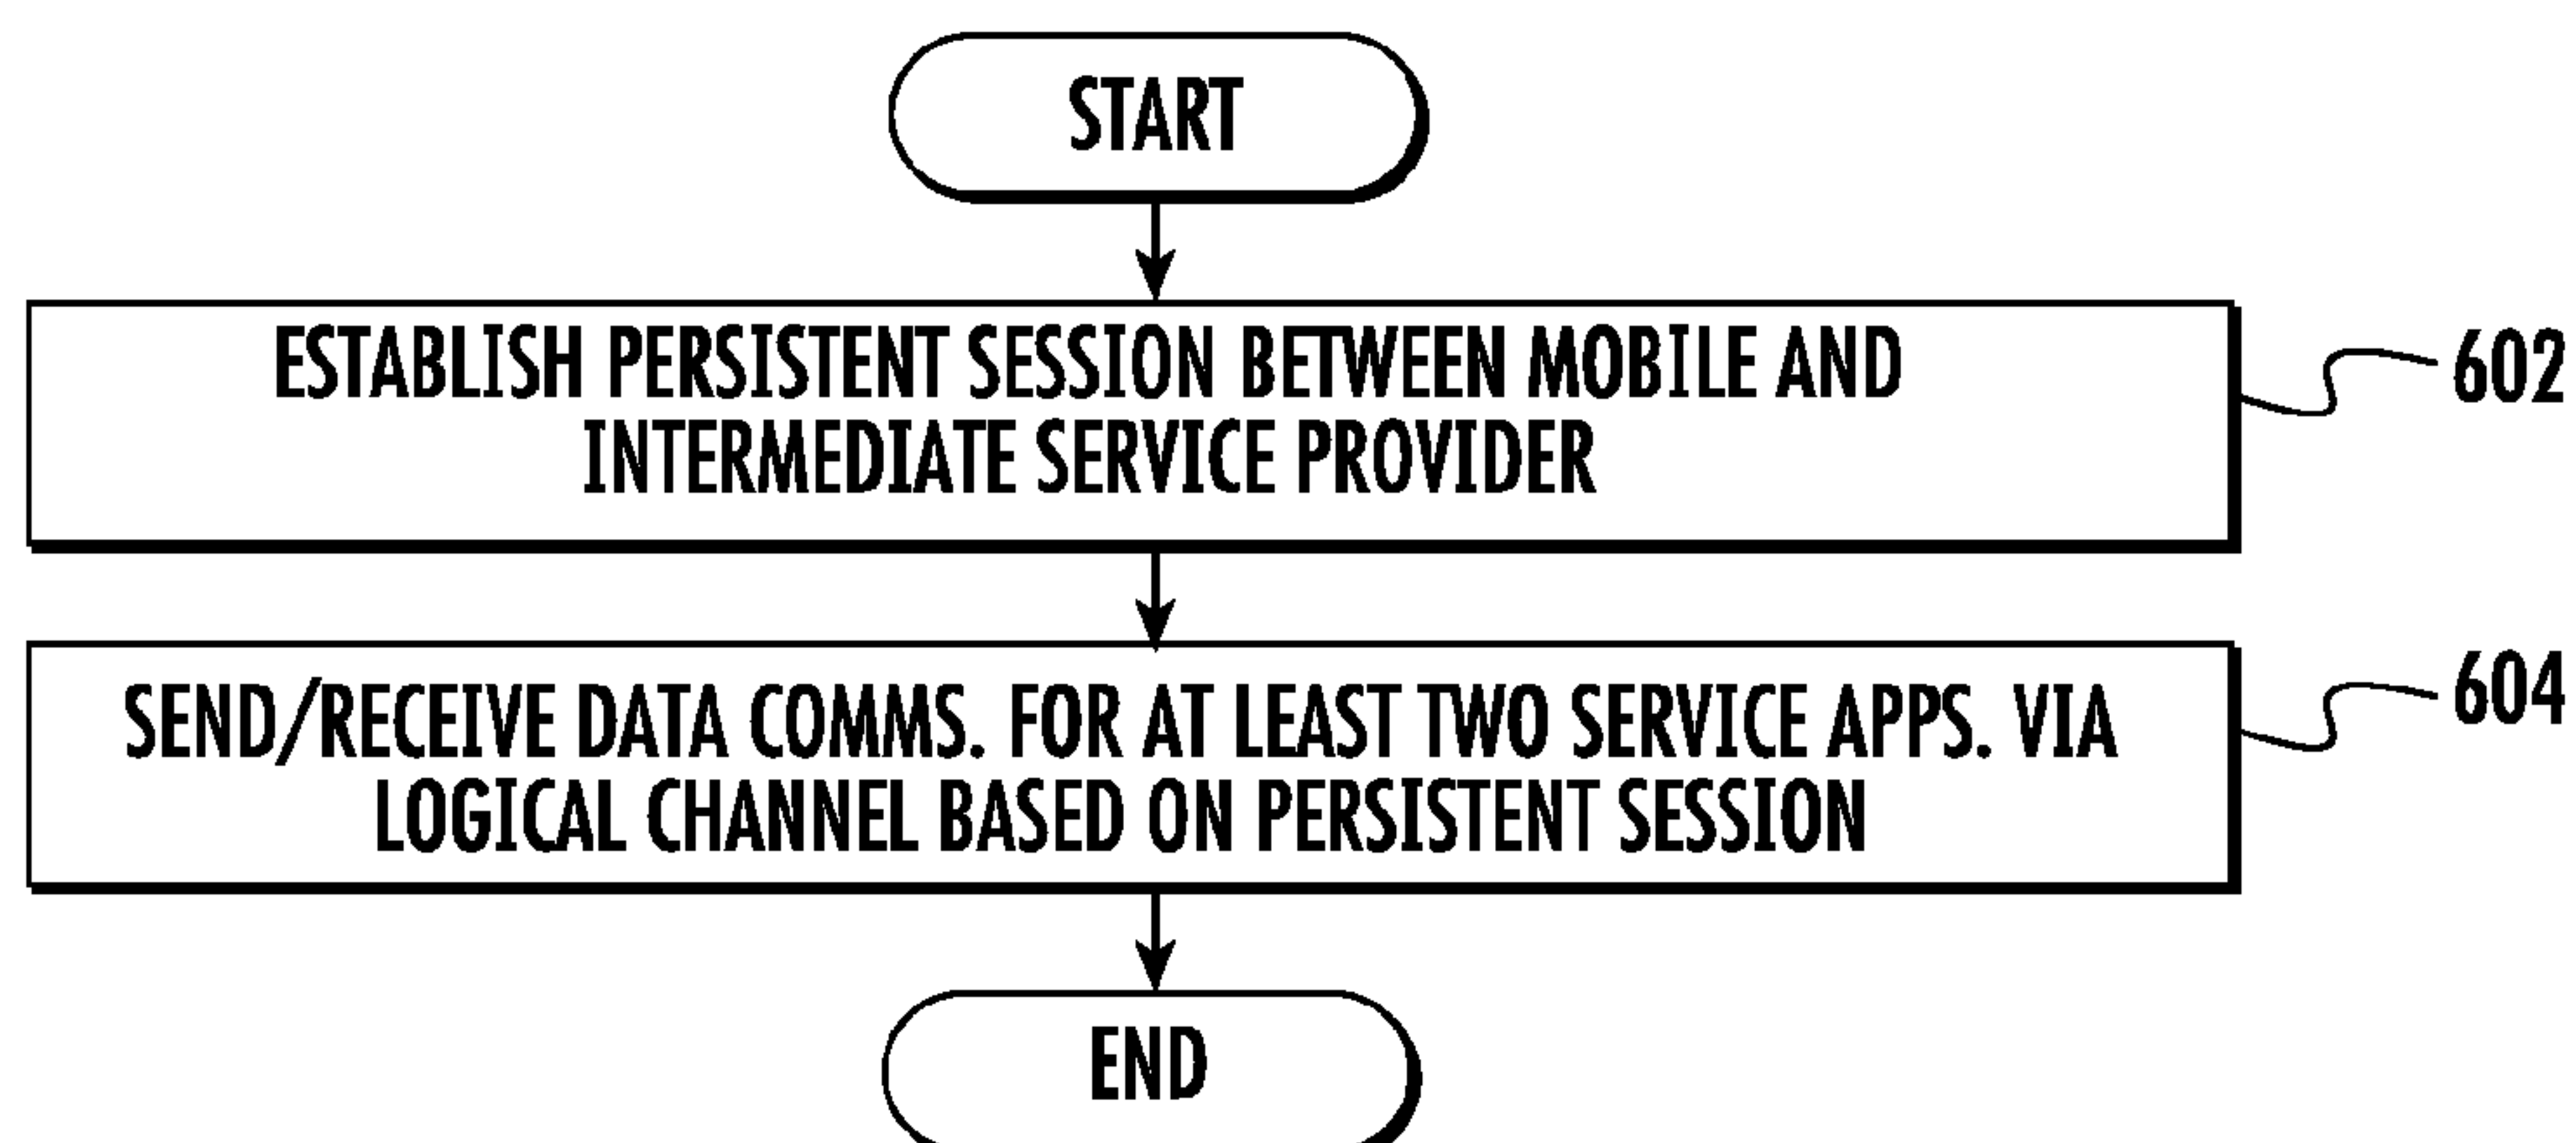 START
ESTABLISH PERSISTENT SESSION BETWEEN MOBILE AND
INTERMEDIATE SERVICE PROVIDER
602
SEND/RECEIVE DATA COMMS. FOR AT LEAST TWO SERVICE APPS. VIA
LOGICAL CHANNEL BASED ON PERSISTENT SESSION
604
END